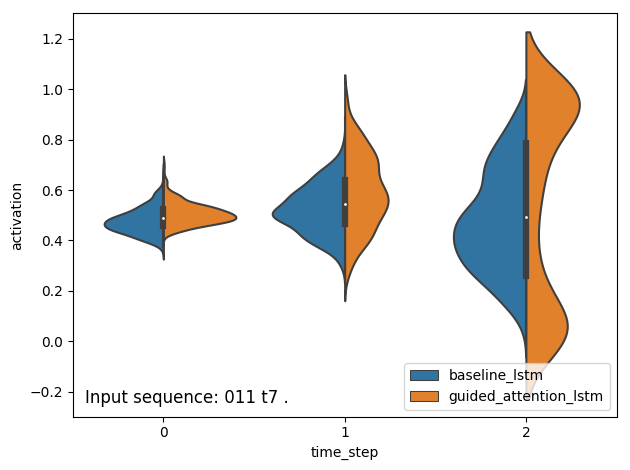 1.2
1.0
0.8
0.6
0.4
0.2
0.0
−0.2
activation
Input sequence: 011 t7 .
baseline_lstm
guided_attention_lstm
0 1 2
time_step